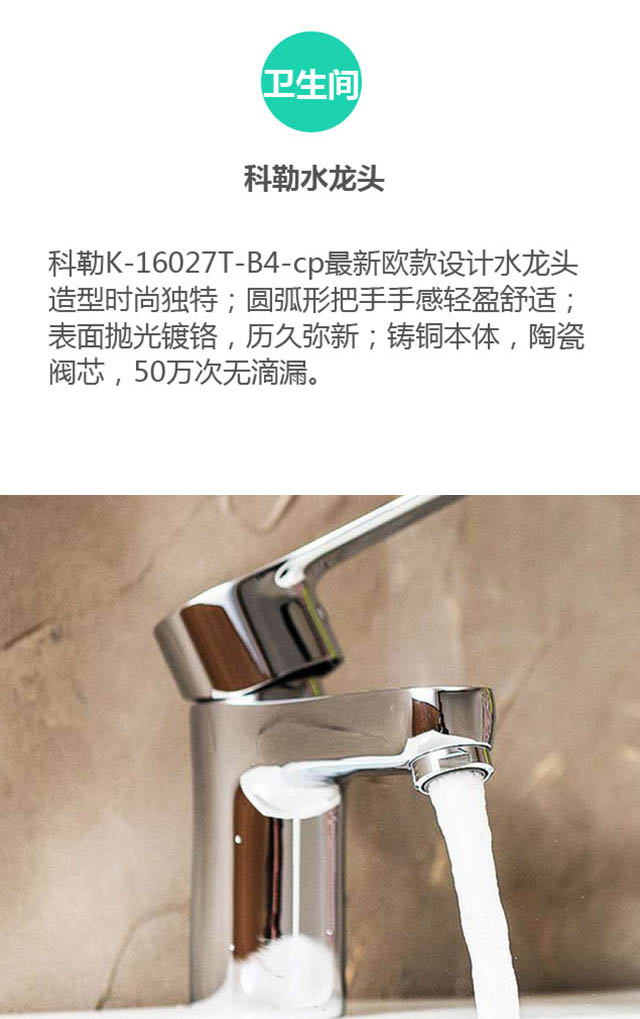 卫生间
科勒水龙头
科勒K-16027T-B4-cp最新欧款设计水龙头
造型时尚独特；圆弧形把手手感轻盈舒适；
表面抛光镀铬，历久弥新；铸铜本体，陶瓷
阀芯，50万次无滴漏。